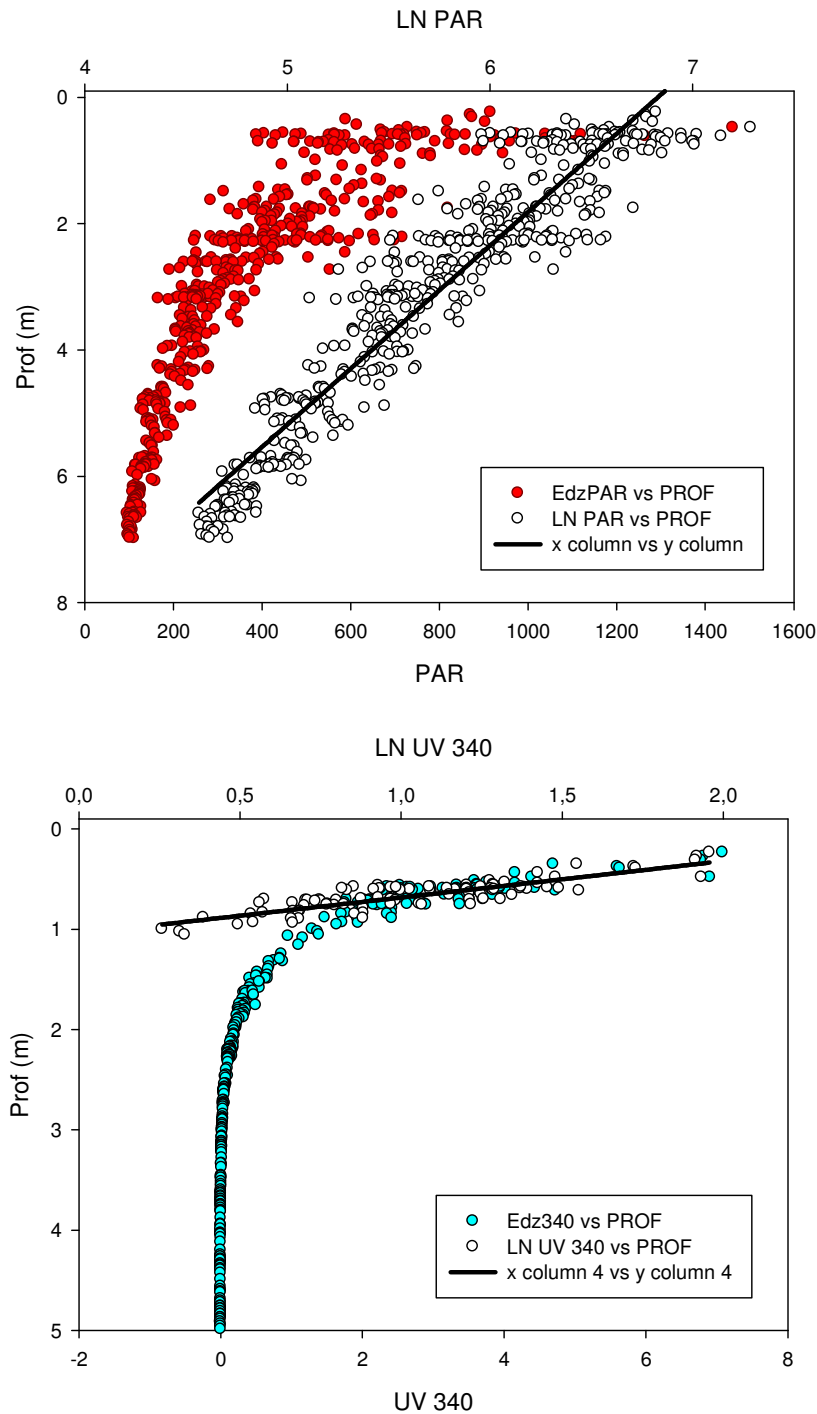 LN PAR
4 5 6 7
0
2
4
6
8
Prof (m)
EdzPAR vs PROF
LN PAR vs PROF
x column vs y column
0 200 400 600 800 1000 1200 1400 1600
PAR
LN UV 340
0,0 0,5 1,0 1,5 2,0
0
1
2
3
4
5
Prof (m)
Edz340 vs PROF
LN UV 340 vs PROF
x column 4 vs y column 4
-2 0 2 4 6 8
UV 340